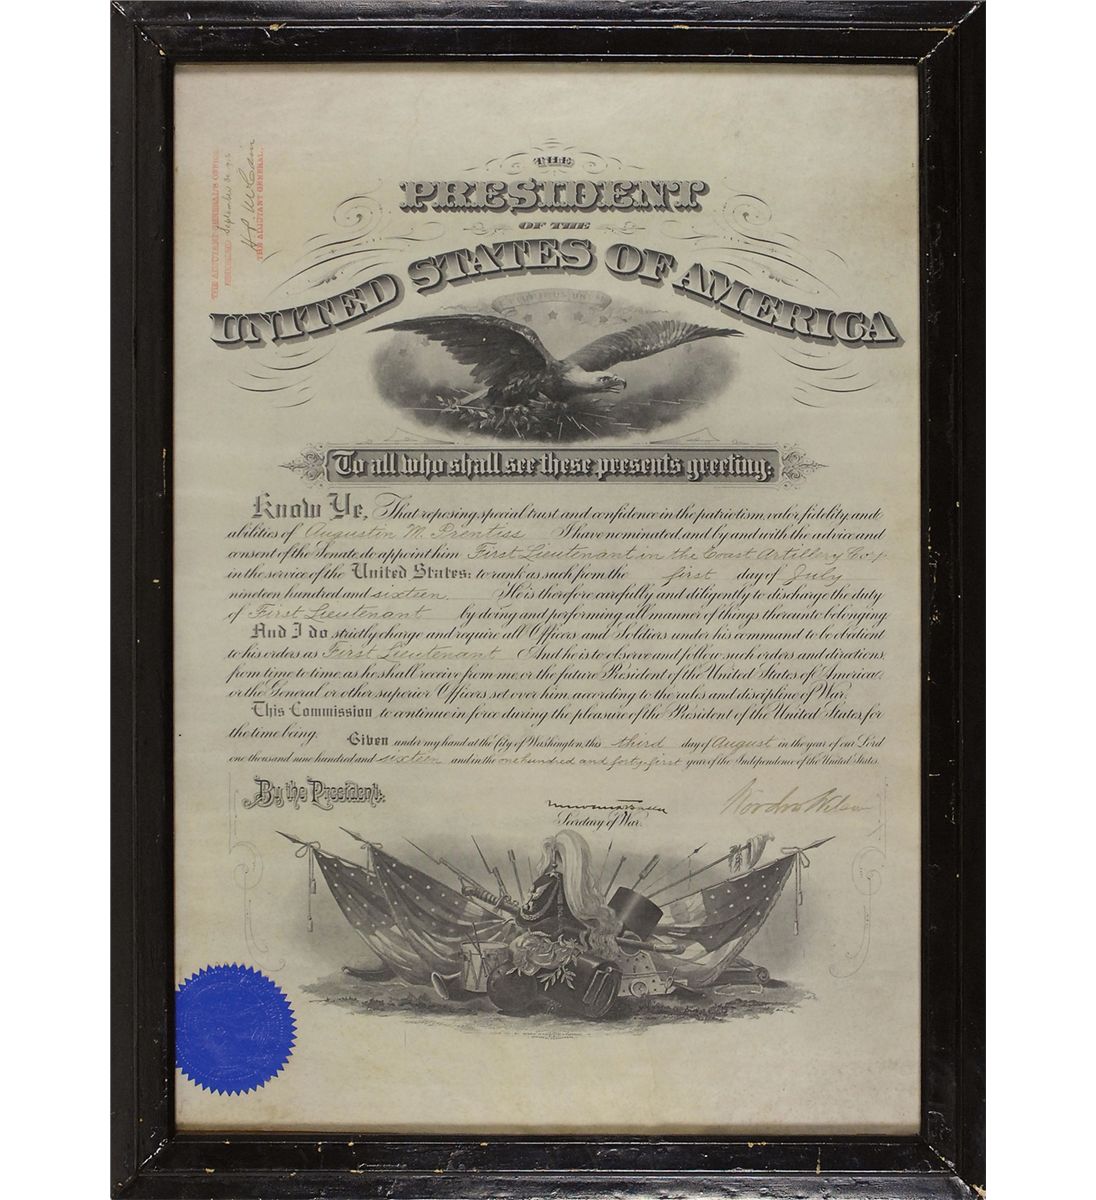 THE ADJUTANT GENERAL'S OFFICE.
RECORDED September 30 1916
THE ADJUTANT GENERAL.
THE
PRESIDENT
OF THE
UNITED STATES OF AMERICA
To all who shall see these presents greeting:
Know Ye, That reposing special trust and confidence in the patriotism, valor, fidelity and
abilities of Augustin M. Prentiss I have nominated, and by and with the advice and
consent of the Senate, do appoint him First Lieutenant in the Coast Artillery Corps
in the service of the United States: to rank as such from the first day of July
nineteen hundred and sixteen. He is therefore carefully and diligently to discharge the duty
of First Lieutenant by doing and performing all manner of things thereunto belonging
And I do strictly charge and require all Officers and Soldiers under his command to be obedient
to his orders as First Lieutenant And he is to observe and follow such orders and directions,
from time to time, as he shall receive from me, or the future President of the United States of America,
or the General or other superior Officers set over him, according to the rules and discipline of War.
This Commission to continue in force during the pleasure of the President of the United States, for
the time being. Given under my hand at the City of Washington, this third day of August in the year of our Lord
one thousand nine hundred and sixteen and in the one hundred and forty-first year of the Independence of the United States.
By the President:
Woodrow Wilson
Secretary of War.